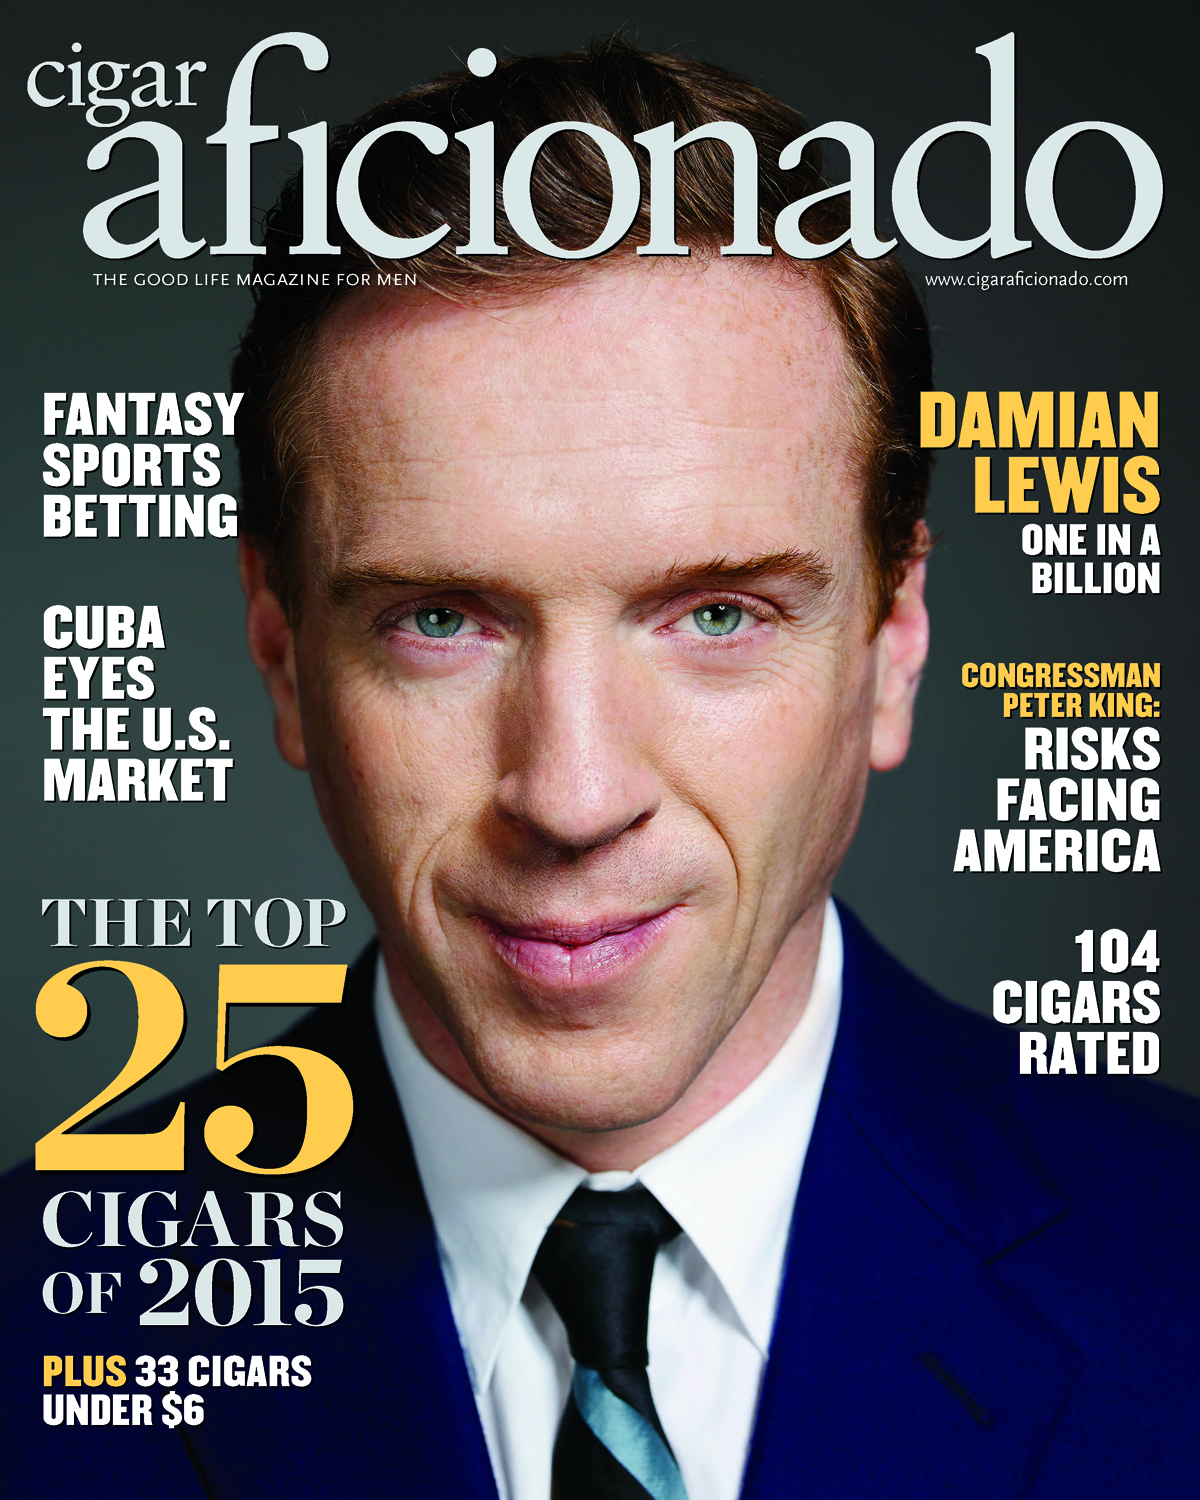 cigar
aficionado
THE GOOD LIFE MAGAZINE FOR MEN
www.cigaraficionado.com
FANTASY
SPORTS
BETTING
CUBA
EYES
THE U.S.
MARKET
THE TOP
25
CIGARS
OF 2015
PLUS 33 CIGARS
UNDER $6
DAMIAN
LEWIS
ONE IN A
BILLION
CONGRESSMAN
PETER KING:
RISKS
FACING
AMERICA
104
CIGARS
RATED